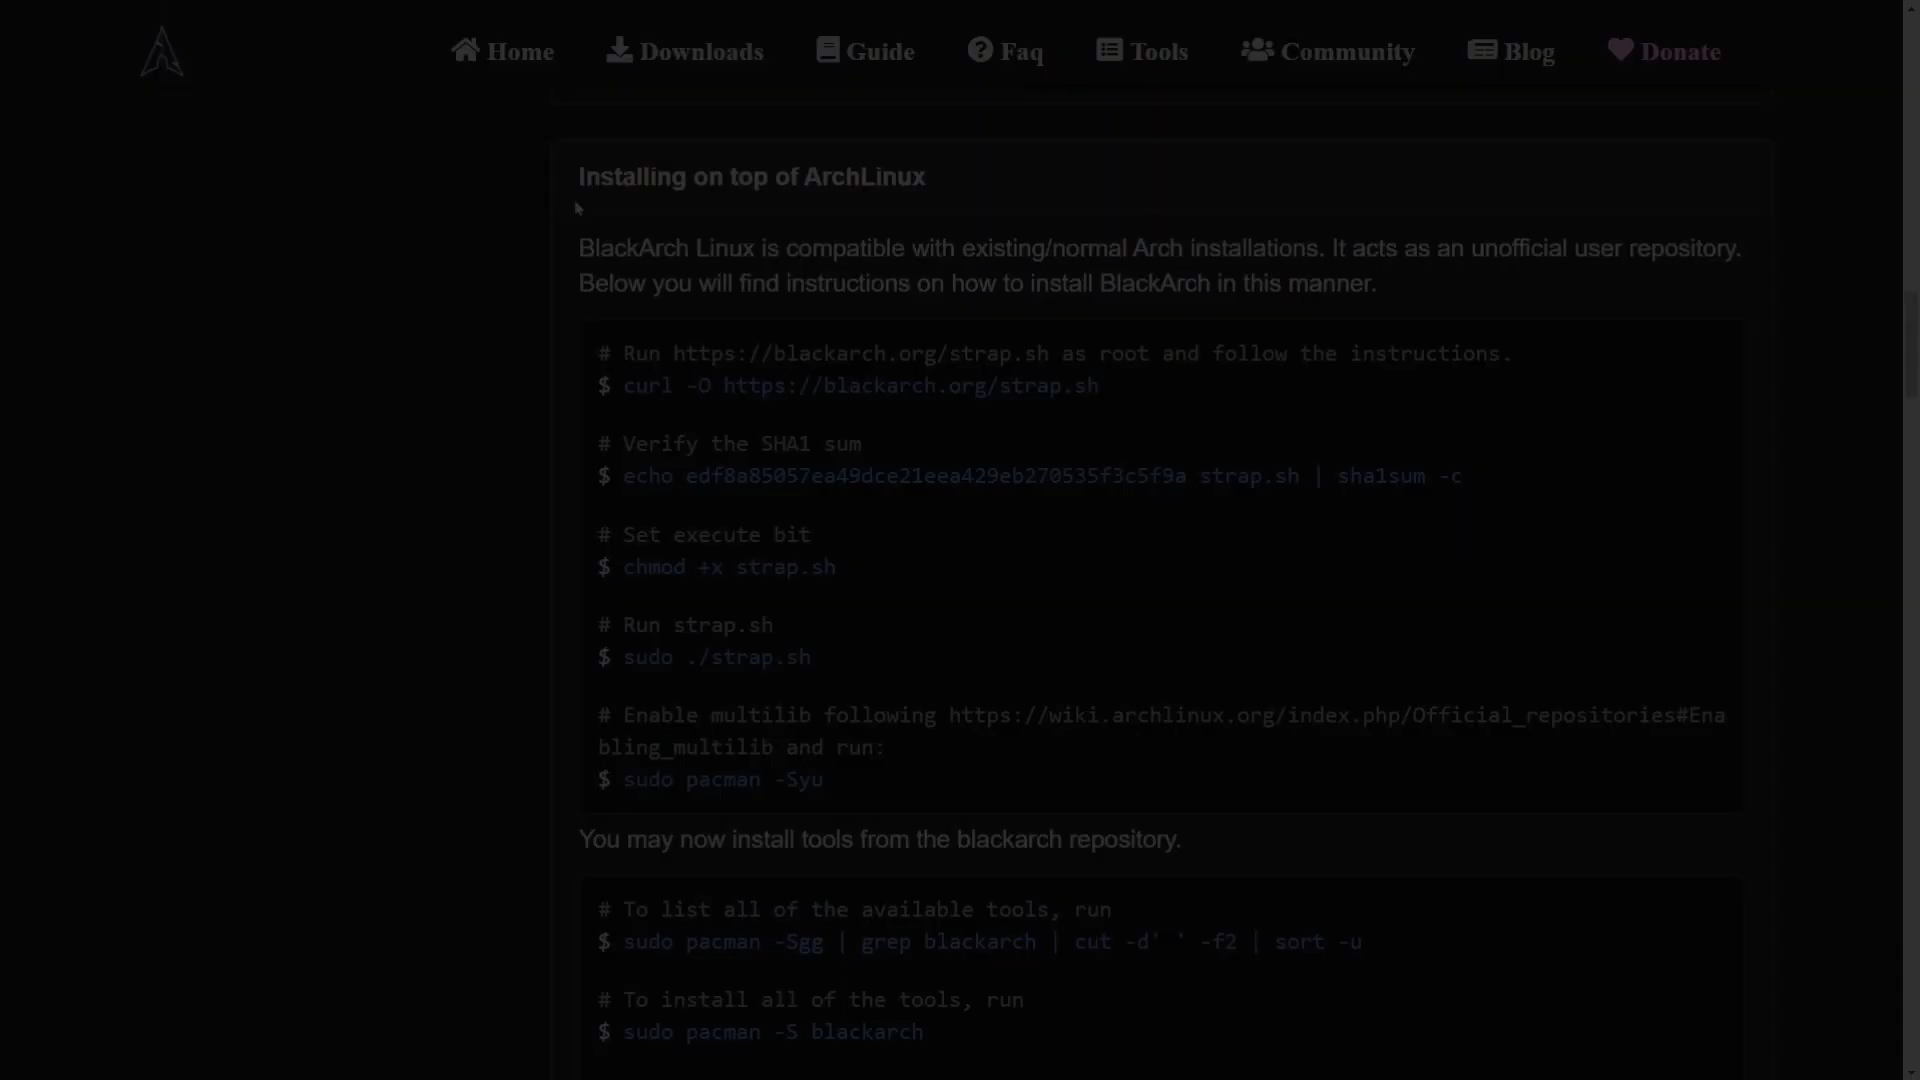 Home Downloads Guide Faq Tools Community Blog Donate
Installing on top of ArchLinux
BlackArch Linux is compatible with existing/normal Arch installations. It acts as an unofficial user repository.
Below you will find instructions on how to install BlackArch in this manner.
# Run https://blackarch.org/strap.sh as root and follow the instructions.
$ curl -O https://blackarch.org/strap.sh
# Verify the SHA1 sum
$ echo edf8a85057ea49dce21eea429eb270535f3c5f9a strap.sh | sha1sum -c
# Set execute bit
$ chmod +x strap.sh
# Run strap.sh
$ sudo ./strap.sh
# Enable multilib following https://wiki.archlinux.org/index.php/Official_repositories#Ena
bling_multilib and run:
$ sudo pacman -Syu
You may now install tools from the blackarch repository.
# To list all of the available tools, run
$ sudo pacman -Sgg | grep blackarch | cut -d' ' -f2 | sort -u
# To install all of the tools, run
$ sudo pacman -S blackarch